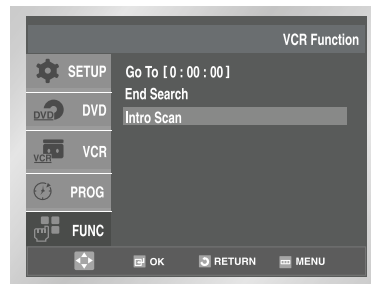 VCR Function
SETUP
Go To [ 0 : 00 : 00 ]
End Search
DVD DVD
Intro Scan
VCR VCR
PROG
FUNC
OK RETURN MENU